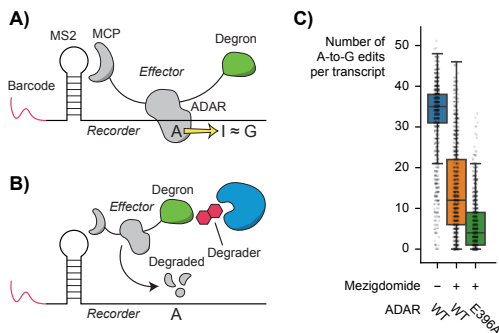 A)
MS2
MCP
Degron
Effector
Barcode
ADAR
Recorder
A
I ≈ G
B)
Effector
Degron
Degrader
Degraded
Recorder
A
C)
Number of
A-to-G edits
per transcript
50
40
30
20
10
0
Mezigdomide - + +
ADAR WT WT E396A